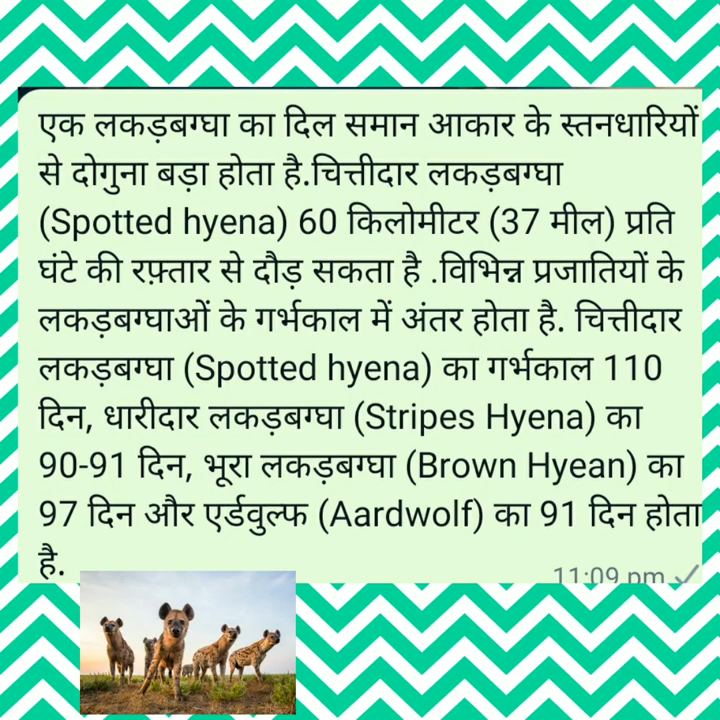 एक लकड़बग्घा का दिल समान आकार के स्तनधारियों
से दोगुना बड़ा होता है.चित्तीदार लकड़बग्घा
(Spotted hyena) 60 किलोमीटर (37 मील) प्रति
घंटे की रफ़्तार से दौड़ सकता है .विभिन्न प्रजातियों के
लकड़बग्घाओं के गर्भकाल में अंतर होता है. चित्तीदार
लकड़बग्घा (Spotted hyena) का गर्भकाल 110
दिन, धारीदार लकड़बग्घा (Stripes Hyena) का
90-91 दिन, भूरा लकड़बग्घा (Brown Hyean) का
97 दिन और एर्डवुल्फ (Aardwolf) का 91 दिन होता
है.
11:09 pm